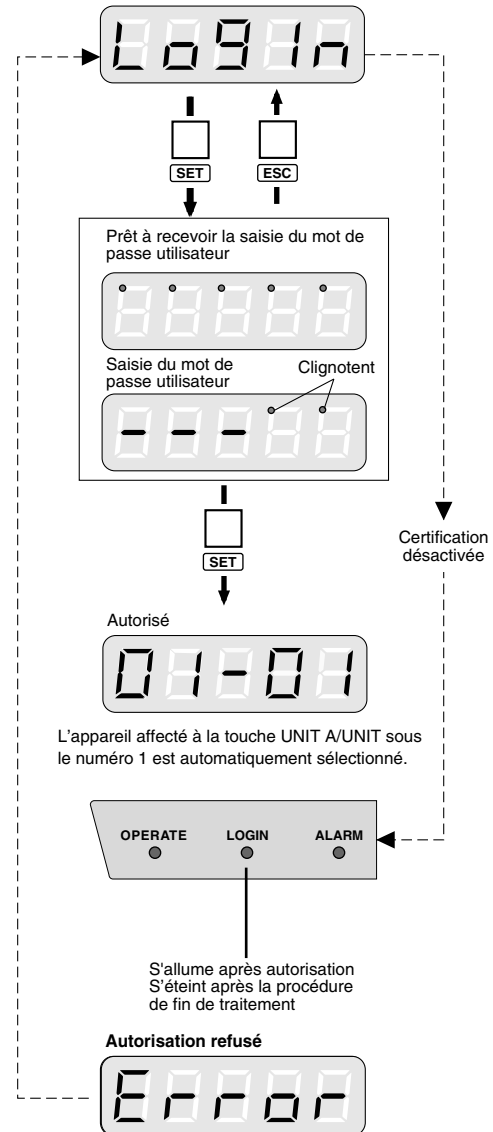 Login
SET
ESC
Prêt à recevoir la saisie du mot de
passe utilisateur
Saisie du mot de
passe utilisateur
Clignotent
- - -
SET
Certification
désactivée
Autorisé
01-01
L'appareil affecté à la touche UNIT A/UNIT sous
le numéro 1 est automatiquement sélectionné.
OPERATE
LOGIN
ALARM
S'allume après autorisation
S'éteint après la procédure
de fin de traitement
Autorisation refusé
Error